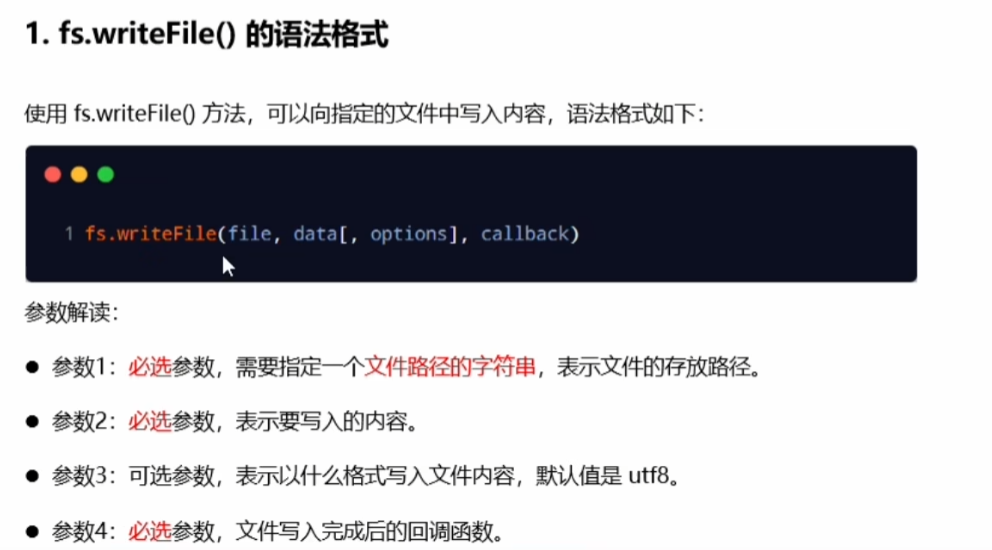 1. fs.writeFile() 的语法格式
使用 fs.writeFile() 方法，可以向指定的文件中写入内容，语法格式如下：
1 fs.writeFile(file, data[, options], callback)
参数解读：
● 参数1：必选参数，需要指定一个文件路径的字符串，表示文件的存放路径。
● 参数2：必选参数，表示要写入的内容。
● 参数3：可选参数，表示以什么格式写入文件内容，默认值是 utf8。
● 参数4：必选参数，文件写入完成后的回调函数。